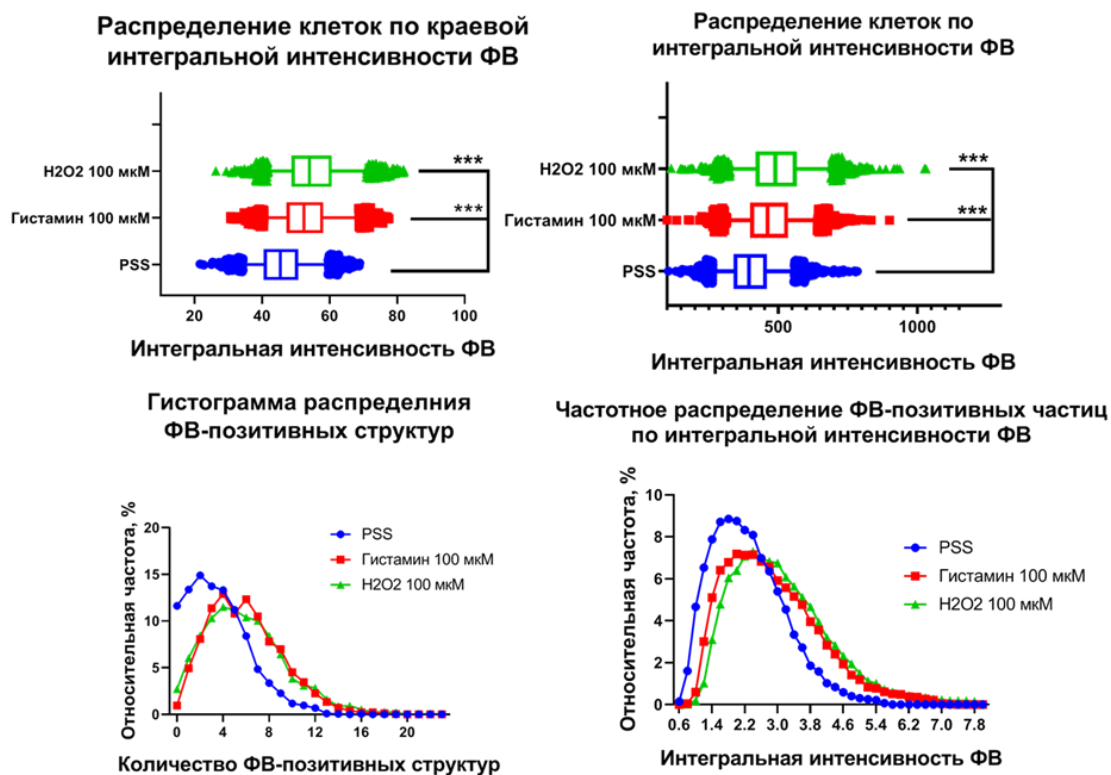 Распределение клеток по краевой
интегральной интенсивности ФВ
H2O2 100 мкМ
Гистамин 100 мкМ
PSS
***
***
20 40 60 80 100
Интегральная интенсивность ФВ
Распределение клеток по
интегральной интенсивности ФВ
H2O2 100 мкМ
Гистамин 100 мкМ
PSS
***
***
500 1000
Интегральная интенсивность ФВ
Гистограмма распределния
ФВ-позитивных структур
Относительная частота, %
20
15
10
5
0
PSS
Гистамин 100 мкМ
H2O2 100 мкМ
0 4 8 12 16 20
Количество ФВ-позитивных структур
Частотное распределение ФВ-позитивных частиц
по интегральной интенсивности ФВ
Относительная частота, %
10
8
6
4
2
0
PSS
Гистамин 100 мкМ
H2O2 100 мкМ
0.6 1.4 2.2 3.0 3.8 4.6 5.4 6.2 7.0 7.8
Интегральная интенсивность ФВ